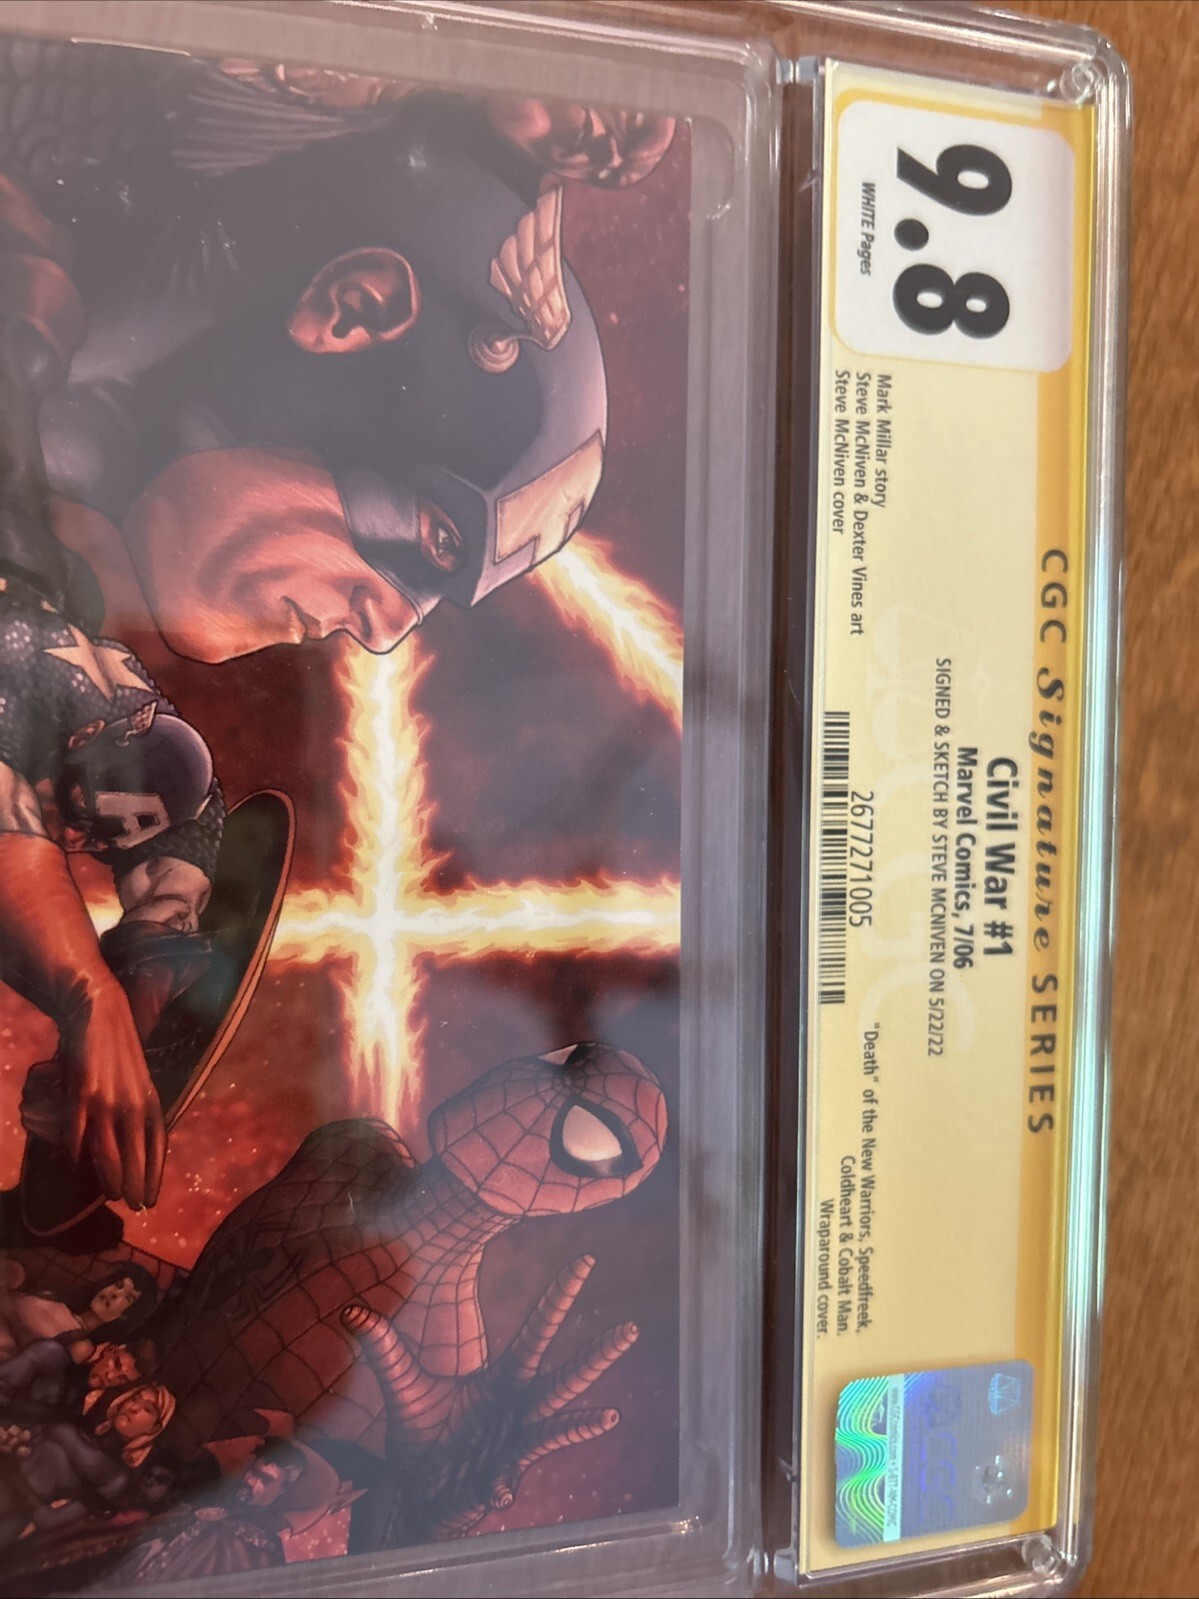 CGC Signature SERIES
9.8
WHITE Pages
Civil War #1
Marvel Comics, 7/06
SIGNED & SKETCH BY STEVE MCNIVEN ON 5/22/22
Mark Millar story
Steve McNiven & Dexter Vines art
Steve McNiven cover
2677271005
"Death" of the New Warriors, Speedfreek,
Coldheart & Cobalt Man.
Wraparound cover.
A